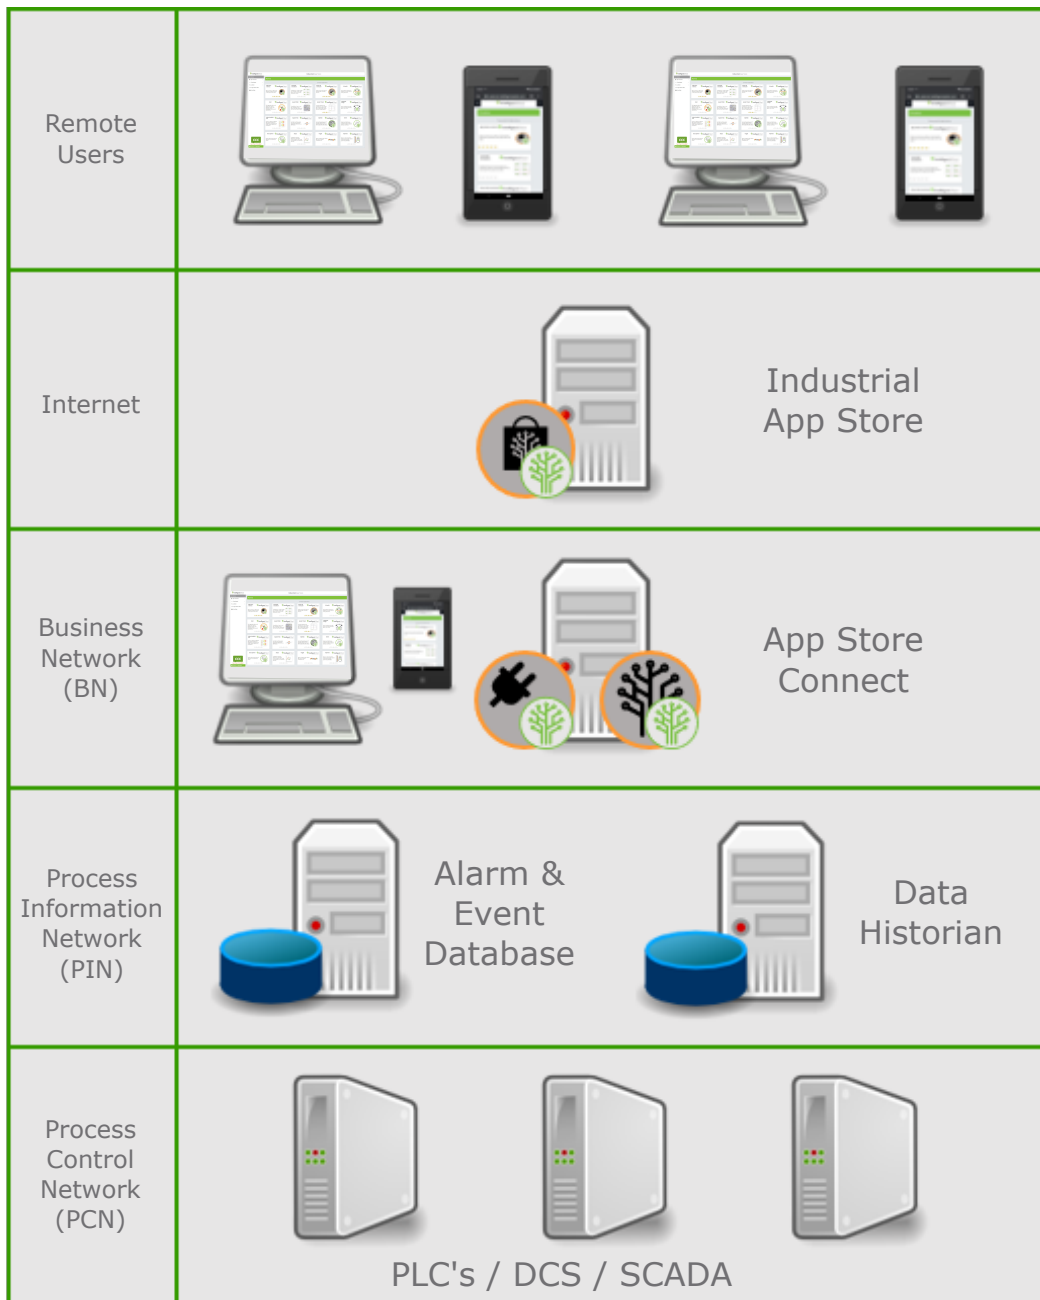 Remote
Users
Internet
Industrial
App Store
Business
Network
(BN)
App Store
Connect
Process
Information
Network
(PIN)
Alarm &
Event
Database
Data
Historian
Process
Control
Network
(PCN)
PLC's / DCS / SCADA